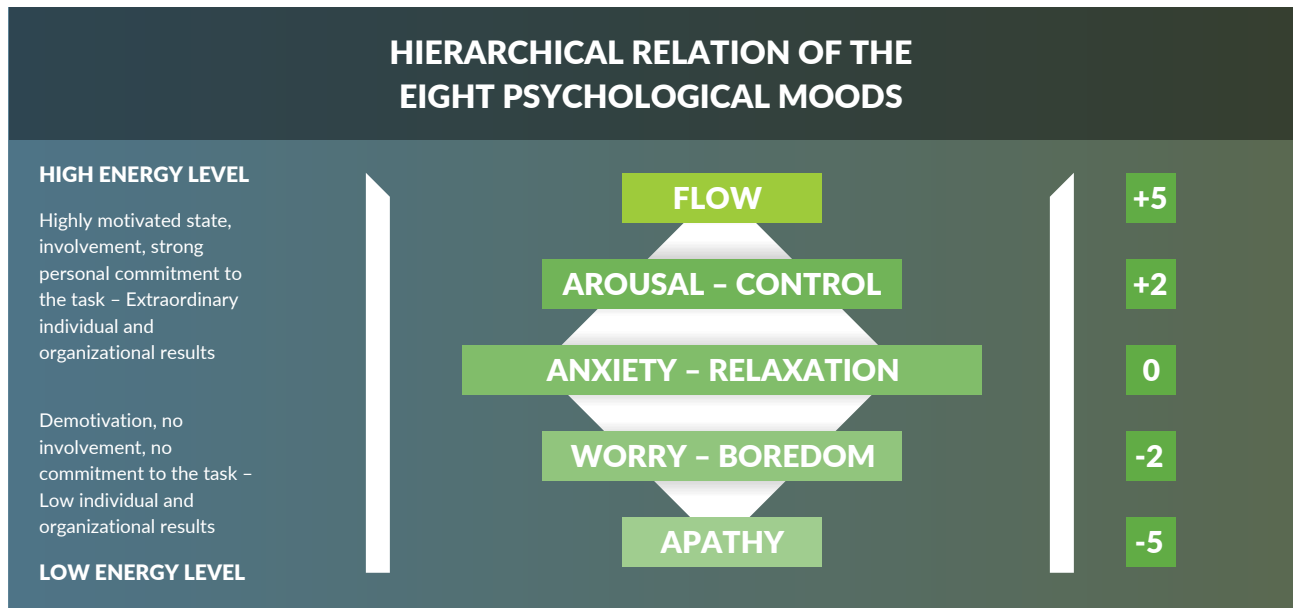 HIERARCHICAL RELATION OF THE
EIGHT PSYCHOLOGICAL MOODS
HIGH ENERGY LEVEL
Highly motivated state,
involvement, strong
personal commitment to
the task – Extraordinary
individual and
organizational results
Demotivation, no
involvement, no
commitment to the task –
Low individual and
organizational results
LOW ENERGY LEVEL
FLOW
AROUSAL – CONTROL
ANXIETY – RELAXATION
WORRY – BOREDOM
APATHY
+5
+2
0
-2
-5